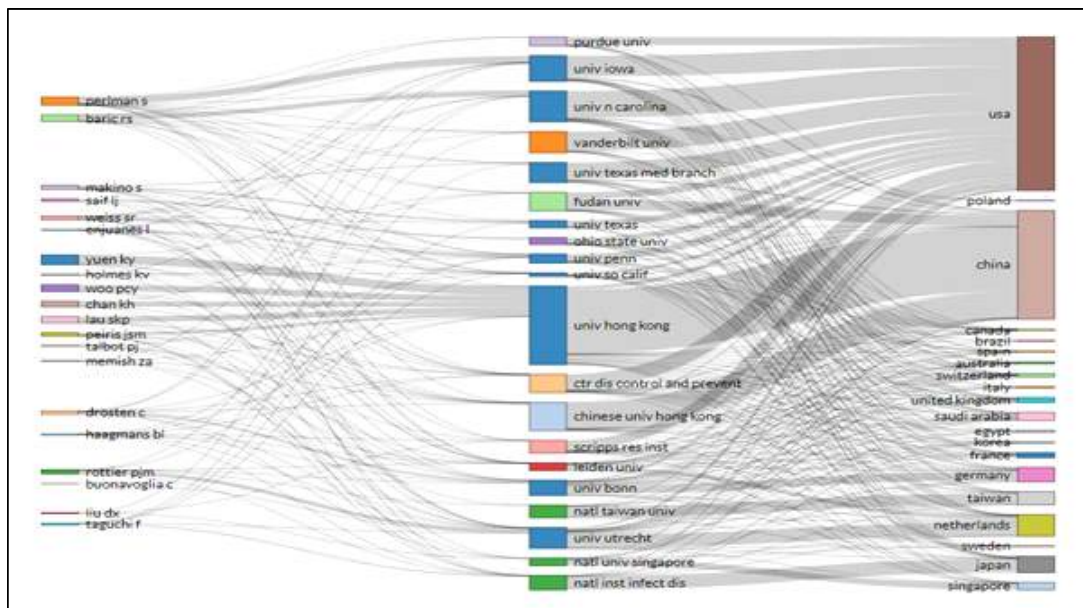 perlman s
baric rs
makino s
saif lj
weiss sr
enjuanes l
yuen ky
holmes kv
woo pcy
chan kh
lau skp
peiris jsm
talbot pj
memish za
drosten c
haagmans bl
rottier pjm
buonavoglia c
liu dx
taguchi f
purdue univ
univ iowa
univ n carolina
vanderbilt univ
univ texas med branch
fudan univ
univ texas
ohio state univ
univ penn
univ so calif
univ hong kong
ctr dis control and prevent
chinese univ hong kong
scripps res inst
leiden univ
univ bonn
natl taiwan univ
univ utrecht
natl univ singapore
natl inst infect dis
usa
poland
china
canada
brazil
spain
australia
switzerland
italy
united kingdom
saudi arabia
egypt
korea
france
germany
taiwan
netherlands
sweden
japan
singapore